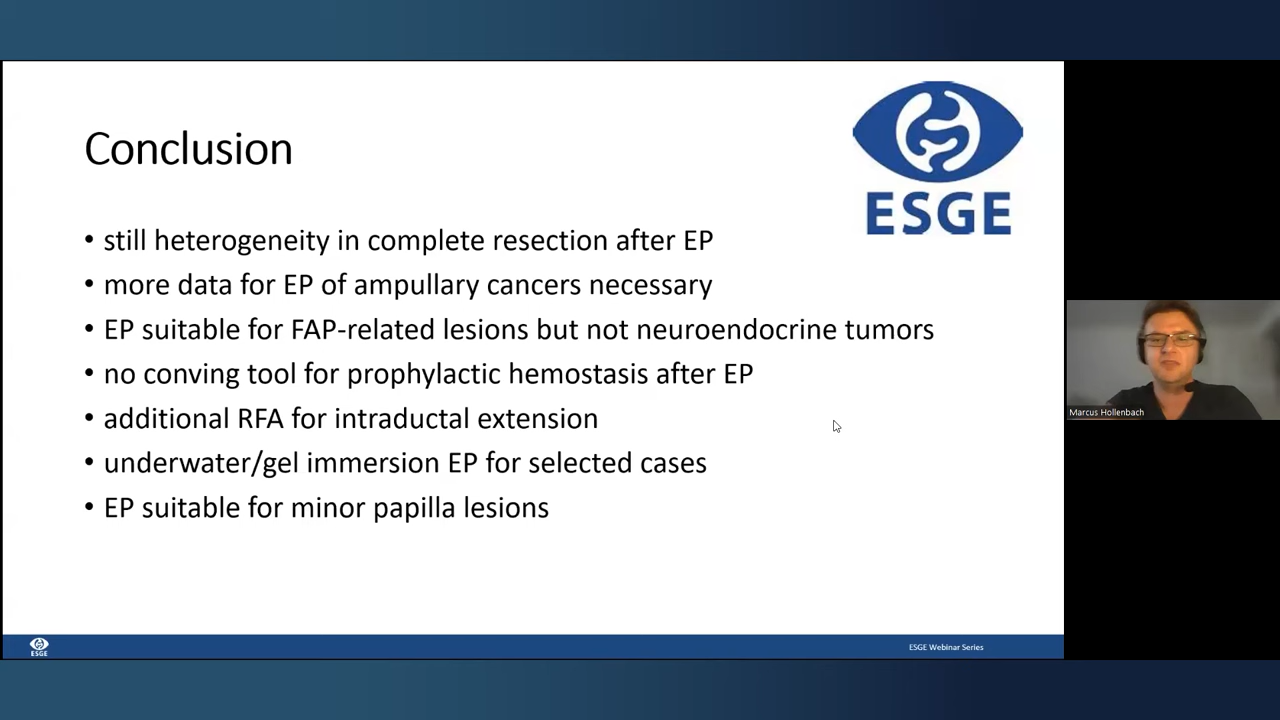 Conclusion
ESGE
• still heterogeneity in complete resection after EP
• more data for EP of ampullary cancers necessary
• EP suitable for FAP-related lesions but not neuroendocrine tumors
• no conving tool for prophylactic hemostasis after EP
• additional RFA for intraductal extension
• underwater/gel immersion EP for selected cases
• EP suitable for minor papilla lesions
Marcus Hollenbach
ESGE
ESGE Webinar Series